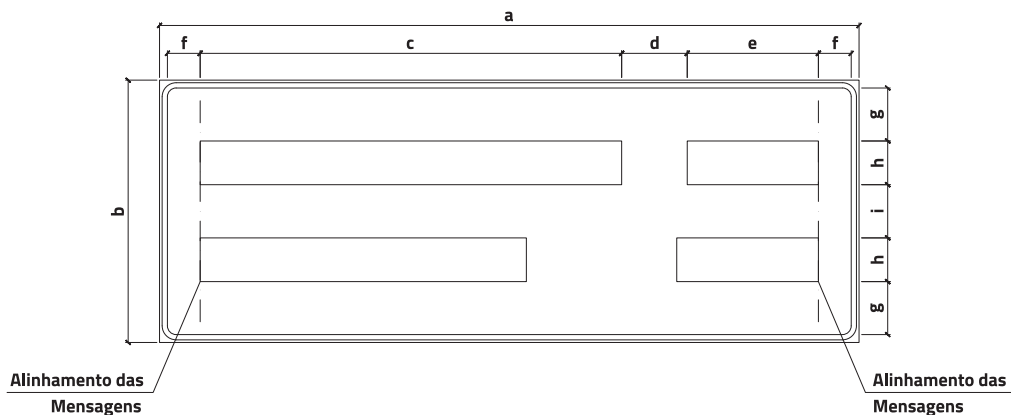 a
f c d e f
g
h
b i
h
g
Alinhamento das
Mensagens
Alinhamento das
Mensagens